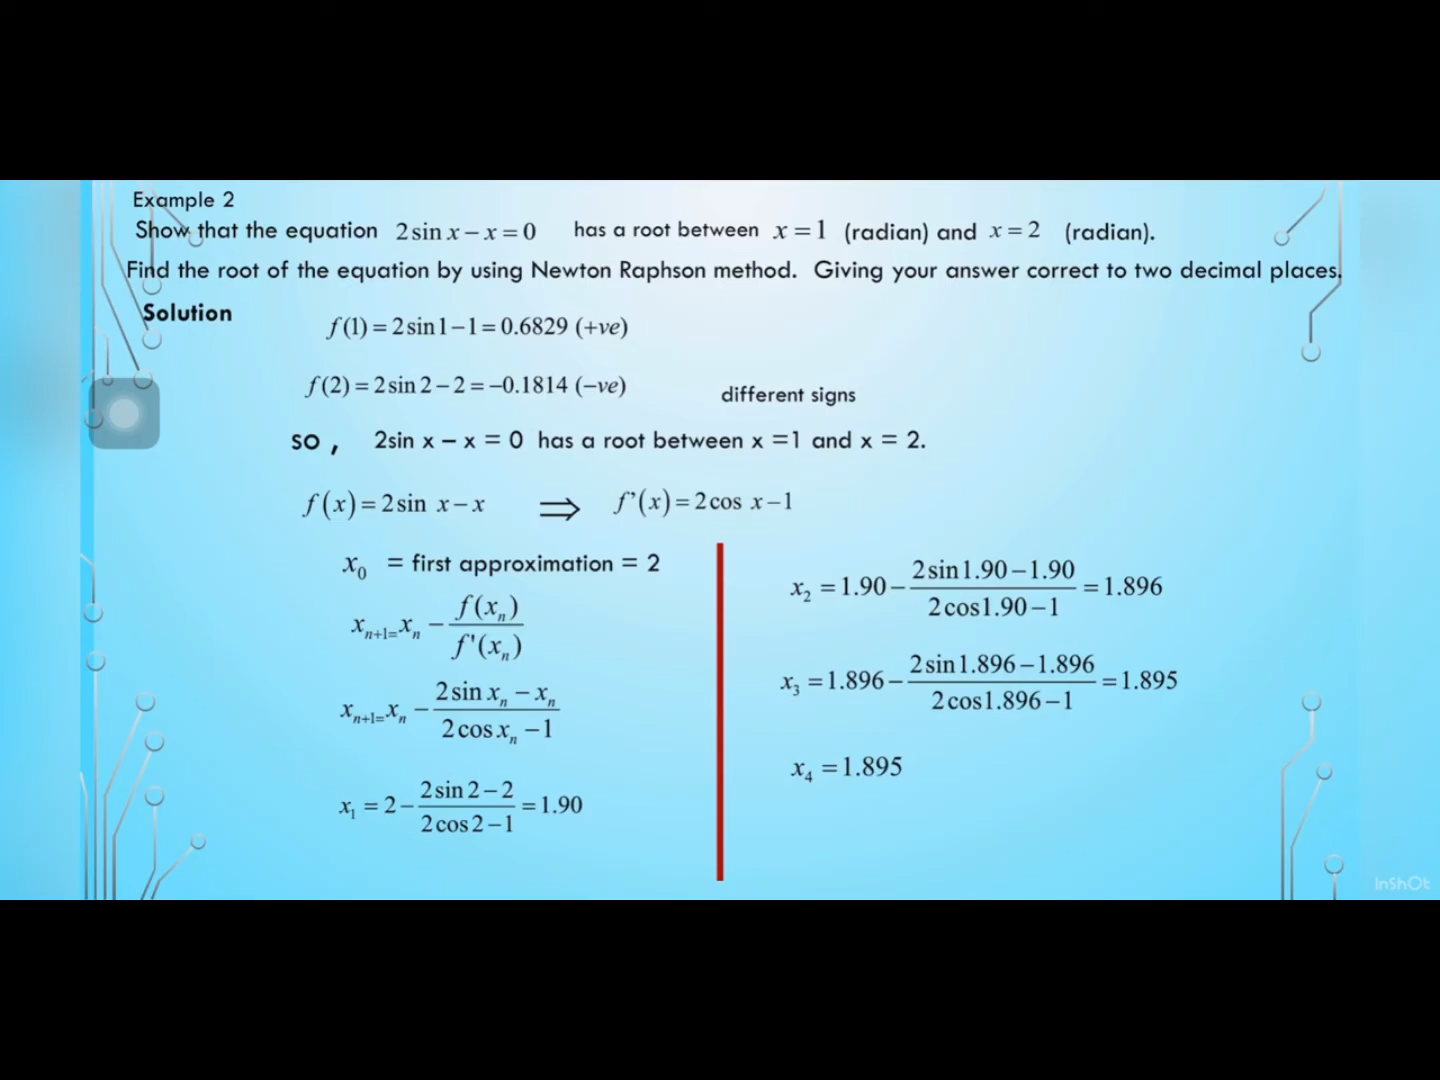 Example 2
Show that the equation 2 sin x − x = 0 has a root between x = 1 (radian) and x = 2 (radian).
Find the root of the equation by using Newton Raphson method. Giving your answer correct to two decimal places.
Solution
f(1) = 2 sin 1 − 1 = 0.6829 (+ve)
f(2) = 2 sin 2 − 2 = −0.1814 (−ve)
different signs
so , 2sin x – x = 0 has a root between x =1 and x = 2.
f(x) = 2 sin x − x ⟹ f'(x) = 2 cos x − 1
x₀ = first approximation = 2
xₙ₊₁₌ xₙ − f(xₙ) / f'(xₙ)
xₙ₊₁₌ xₙ − (2 sin xₙ − xₙ) / (2 cos xₙ − 1)
x₁ = 2 − (2 sin 2 − 2) / (2 cos 2 − 1) = 1.90
x₂ = 1.90 − (2 sin 1.90 − 1.90) / (2 cos 1.90 − 1) = 1.896
x₃ = 1.896 − (2 sin 1.896 − 1.896) / (2 cos 1.896 − 1) = 1.895
x₄ = 1.895
InShOt